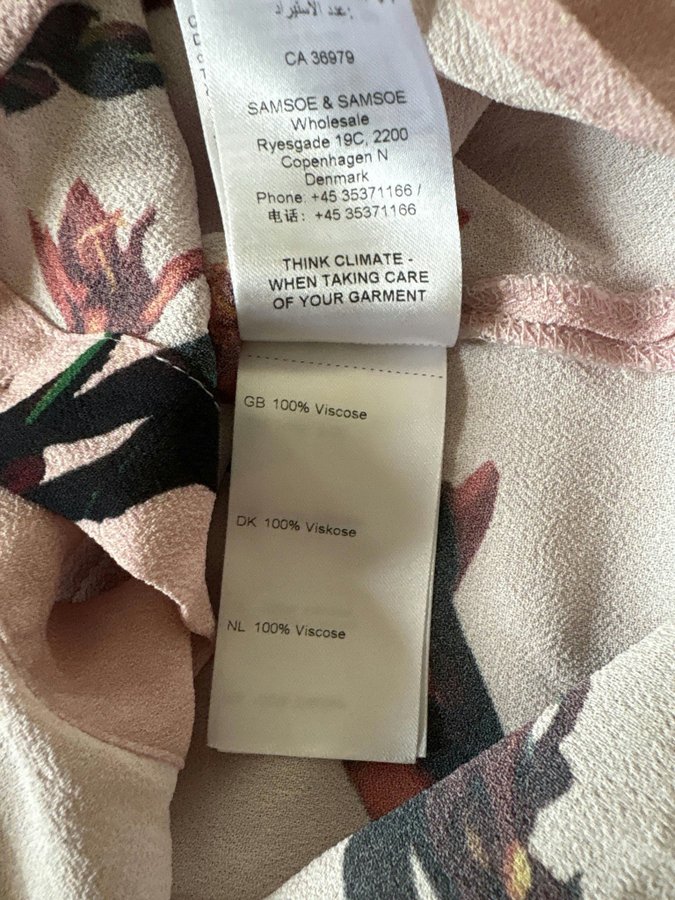 CA 36979
SAMSOE & SAMSOE
Wholesale
Ryesgade 19C, 2200
Copenhagen N
Denmark
Phone: +45 35371166 /
电话: +45 35371166
THINK CLIMATE -
WHEN TAKING CARE
OF YOUR GARMENT
GB 100% Viscose
DK 100% Viskose
NL 100% Viscose